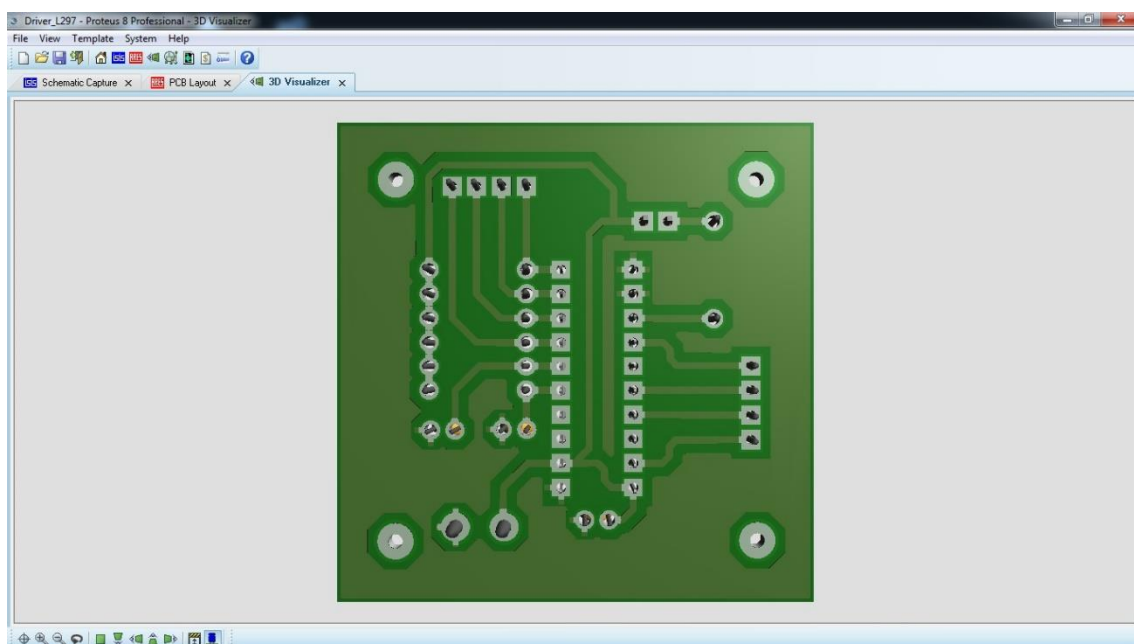 Driver_L297 - Proteus 8 Professional - 3D Visualizer
File View Template System Help
Schematic Capture PCB Layout 3D Visualizer